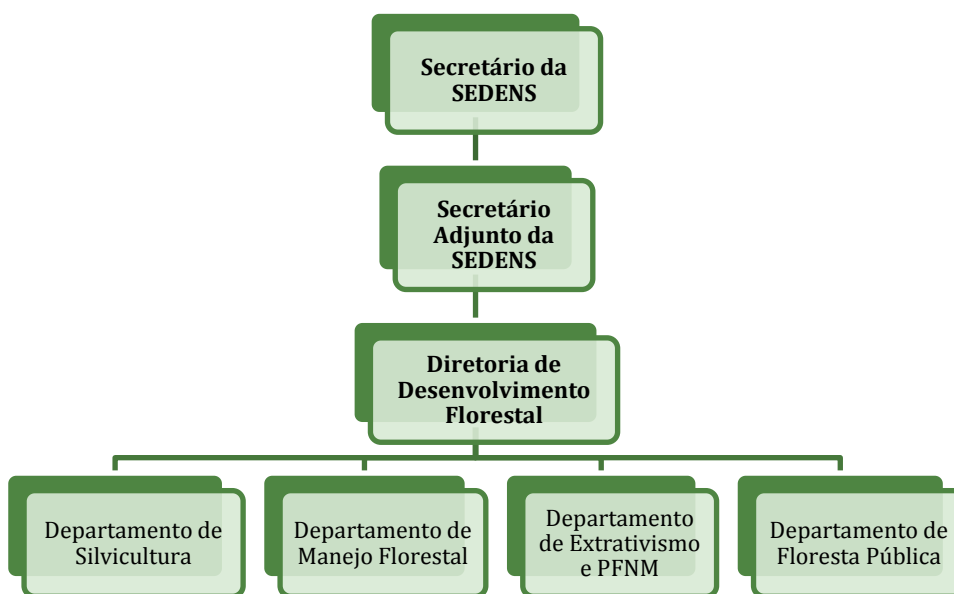 Secretário da
SEDENS
Secretário
Adjunto da
SEDENS
Diretoria de
Desenvolvimento
Florestal
Departamento de
Silvicultura
Departamento de
Manejo Florestal
Departamento
de Extrativismo
e PFNM
Departamento de
Floresta Pública